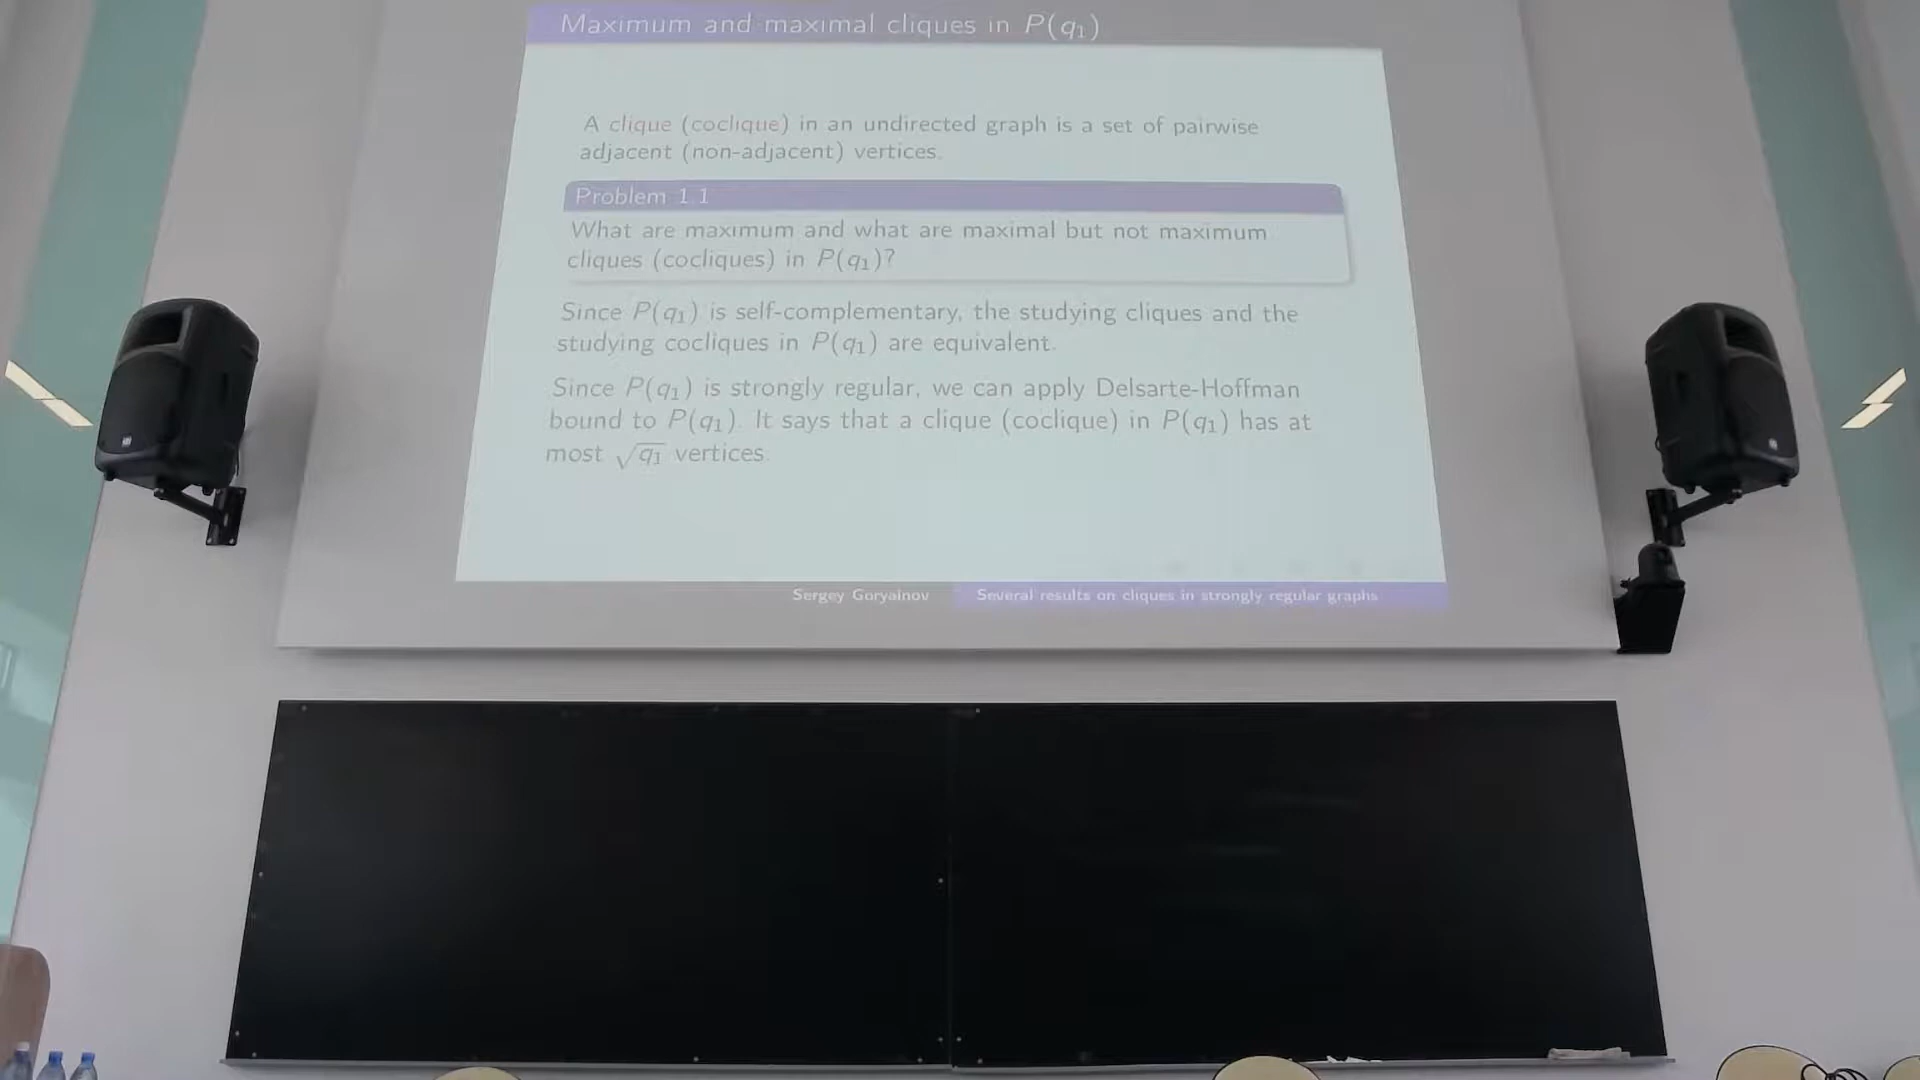 Maximum and maximal cliques in P(q₁)
A clique (coclique) in an undirected graph is a set of pairwise
adjacent (non-adjacent) vertices.
Problem 1.1
What are maximum and what are maximal but not maximum
cliques (cocliques) in P(q₁)?
Since P(q₁) is self-complementary, the studying cliques and the
studying cocliques in P(q₁) are equivalent.
Since P(q₁) is strongly regular, we can apply Delsarte-Hoffman
bound to P(q₁). It says that a clique (coclique) in P(q₁) has at
most √q₁ vertices.
Sergey Goryainov Several results on cliques in strongly regular graphs